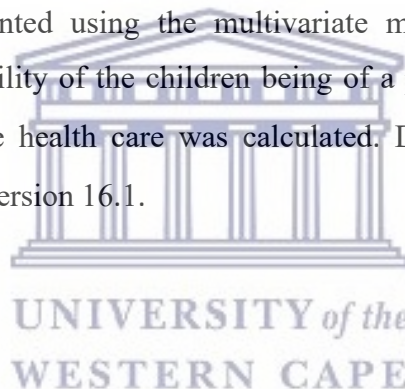 nted using the multivariate m
ility of the children being of a
e health care was calculated. D
ersion 16.1.
UNIVERSITY of the
WESTERN CAPE